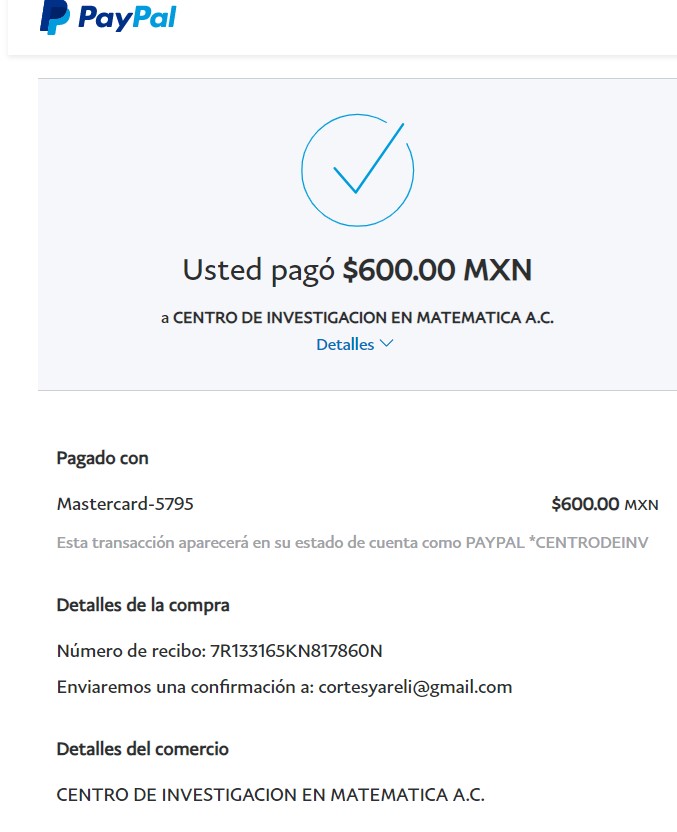 PayPal
Usted pagó $600.00 MXN
a CENTRO DE INVESTIGACION EN MATEMATICA A.C.
Detalles
Pagado con
Mastercard-5795 $600.00 MXN
Esta transacción aparecerá en su estado de cuenta como PAYPAL *CENTRODEINV
Detalles de la compra
Número de recibo: 7R133165KN817860N
Enviaremos una confirmación a: cortesyareli@gmail.com
Detalles del comercio
CENTRO DE INVESTIGACION EN MATEMATICA A.C.